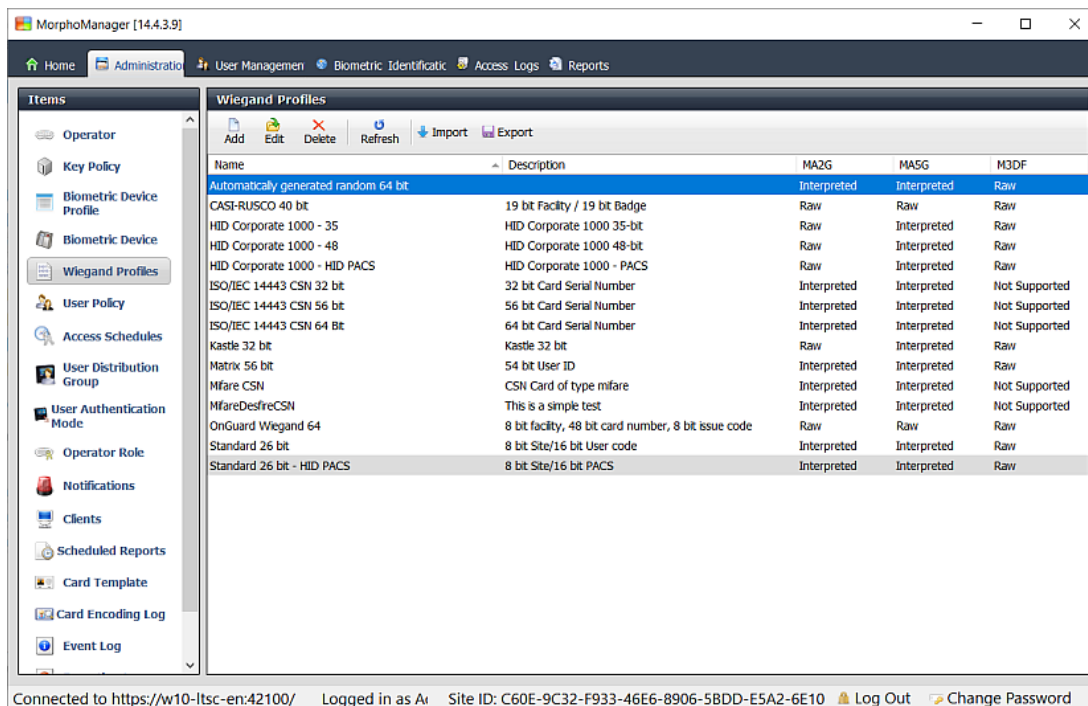 MorphoManager [14.4.3.9]
Home Administratio User Managemen Biometric Identificatic Access Logs Reports
Items
Operator
Key Policy
Biometric Device
Profile
Biometric Device
Wiegand Profiles
User Policy
Access Schedules
User Distribution
Group
User Authentication
Mode
Operator Role
Notifications
Clients
Scheduled Reports
Card Template
Card Encoding Log
Event Log
Wiegand Profiles
Add Edit Delete Refresh Import Export
Name Description MA2G MA5G M3DF
Automatically generated random 64 bit Interpreted Interpreted Raw
CASI-RUSCO 40 bit 19 bit Facility / 19 bit Badge Raw Raw Raw
HID Corporate 1000 - 35 HID Corporate 1000 35-bit Raw Interpreted Raw
HID Corporate 1000 - 48 HID Corporate 1000 48-bit Raw Interpreted Raw
HID Corporate 1000 - HID PACS HID Corporate 1000 - PACS Raw Interpreted Raw
ISO/IEC 14443 CSN 32 bit 32 bit Card Serial Number Interpreted Interpreted Not Supported
ISO/IEC 14443 CSN 56 bit 56 bit Card Serial Number Interpreted Interpreted Not Supported
ISO/IEC 14443 CSN 64 Bit 64 bit Card Serial Number Interpreted Interpreted Not Supported
Kastle 32 bit Kastle 32 bit Raw Interpreted Raw
Matrix 56 bit 54 bit User ID Interpreted Interpreted Raw
Mifare CSN CSN Card of type mifare Interpreted Interpreted Not Supported
MifareDesfireCSN This is a simple test Interpreted Interpreted Not Supported
OnGuard Wiegand 64 8 bit facility, 48 bit card number, 8 bit issue code Raw Raw Raw
Standard 26 bit 8 bit Site/16 bit User code Interpreted Interpreted Raw
Standard 26 bit - HID PACS 8 bit Site/16 bit PACS Interpreted Interpreted Raw
Connected to https://w10-ltsc-en:42100/ Logged in as Site ID: C60E-9C32-F933-46E6-8906-5BDD-E5A2-6E10 Log Out Change Password